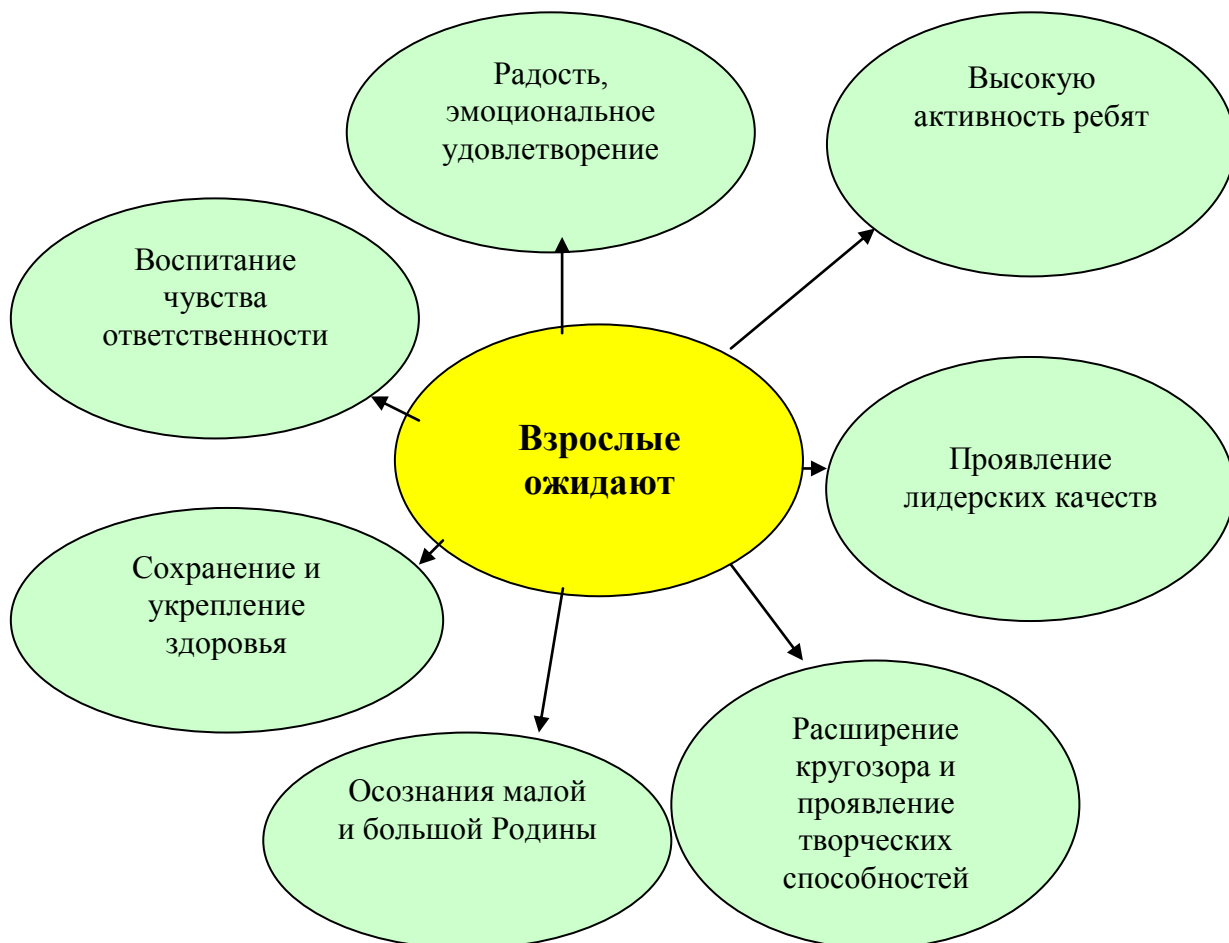 Радость,
эмоциональное
удовлетворение
Высокую
активность ребят
Воспитание
чувства
ответственности
Взрослые
ожидают
Проявление
лидерских качеств
Сохранение и
укрепление
здоровья
Расширение
кругозора и
проявление
творческих
способностей
Осознания малой
и большой Родины